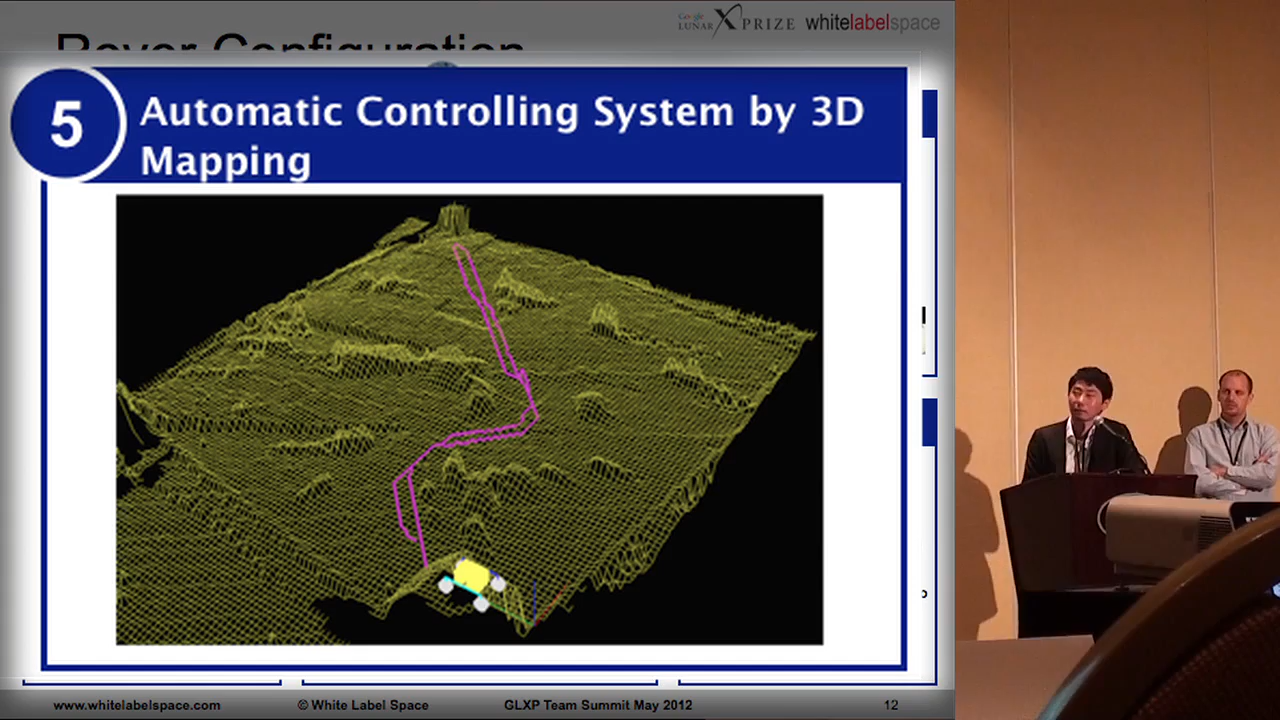 Google
LUNAR XPRIZE whitelabelspace
Rover Configuration
5
Automatic Controlling System by 3D
Mapping
www.whitelabelspace.com © White Label Space GLXP Team Summit May 2012 12